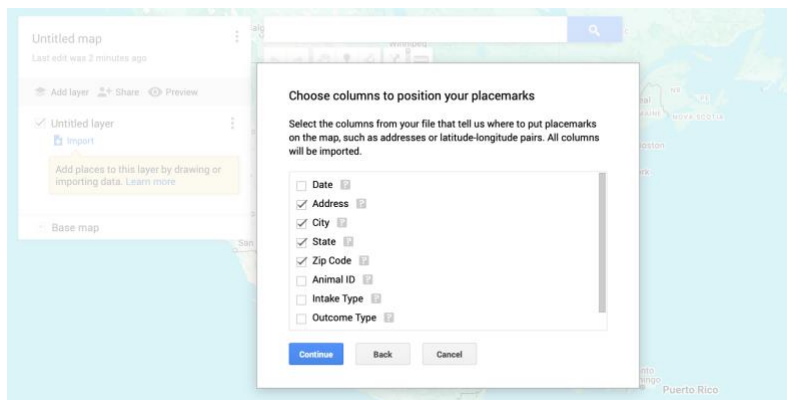 Untitled map
Last edit was 2 minutes ago
Add layer
Share
Preview
Untitled layer
Import
Add places to this layer by drawing or
importing data. Learn more
Base map
San
Winnipeg
Choose columns to position your placemarks
Select the columns from your file that tell us where to put placemarks
on the map, such as addresses or latitude-longitude pairs. All columns
will be imported.
Date ?
Address ?
City ?
State ?
Zip Code ?
Animal ID ?
Intake Type ?
Outcome Type ?
Continue
Back
Cancel
NOVA SCOTIA
Puerto Rico